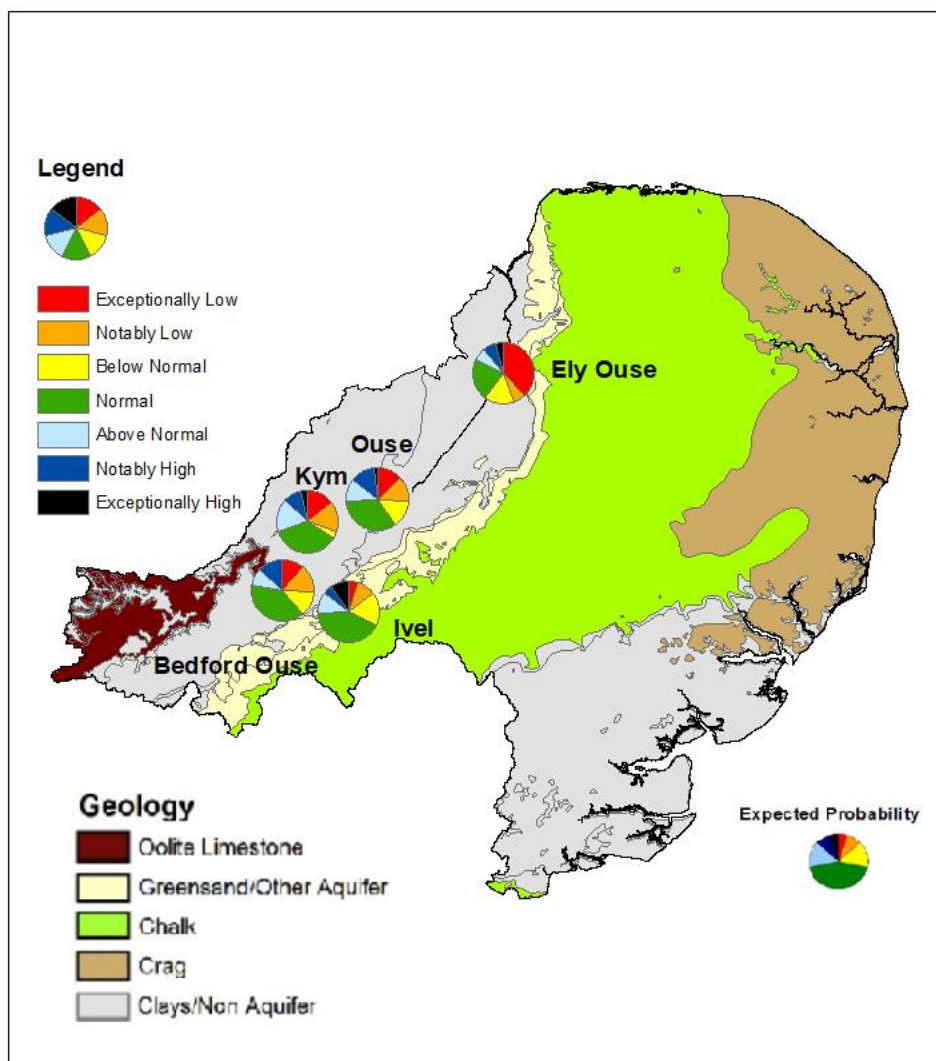 Legend
Exceptionally Low
Notably Low
Below Normal
Normal
Above Normal
Notably High
Exceptionally High
Ely Ouse
Ouse
Kym
Ivel
Bedford Ouse
Geology
Oolite Limestone
Greensand/Other Aquifer
Chalk
Crag
Clays/Non Aquifer
Expected Probability